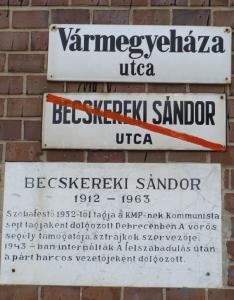 Vármegyeháza
utca
BECSKEREKI SÁNDOR
UTCA
BECSKEREKI SÁNDOR
1912 - 1963
Szobafestő 1932-től tagja a KMP-nek Kommunista
sejt tagjaként dolgozott Debrecenben A vörös
segély támogatója, sztrájkok szervezője.
1943-ban internálták A felszabadulás után
a párt harcos vezetőjeként dolgozott.